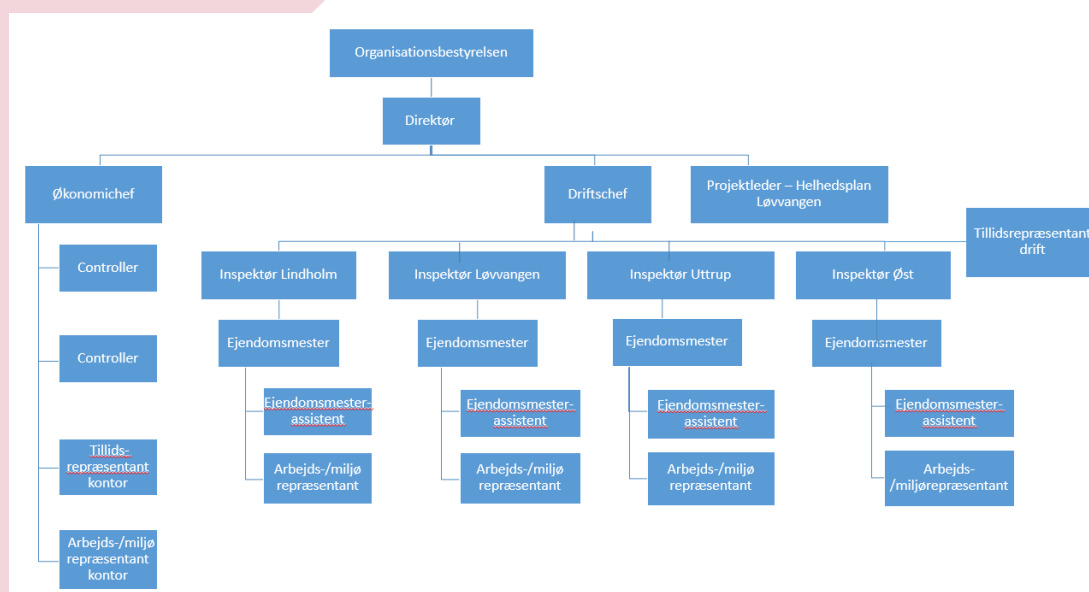 Organisationsbestyrelsen
Direktør
Økonomichef
Driftschef
Projektleder – Helhedsplan
Løvvangen
Tillidsrepræsentant
drift
Controller
Controller
Tillids-
repræsentant
kontor
Arbejds-/miljø
repræsentant
kontor
Inspektør Lindholm
Ejendomsmester
Ejendomsmester-
assistent
Arbejds-/miljø
repræsentant
Inspektør Løvvangen
Ejendomsmester
Ejendomsmester-
assistent
Arbejds-/miljø
repræsentant
Inspektør Uttrup
Ejendomsmester
Ejendomsmester-
assistent
Arbejds-/miljø
repræsentant
Inspektør Øst
Ejendomsmester
Ejendomsmester-
assistent
Arbejds-
/miljørepræsentant